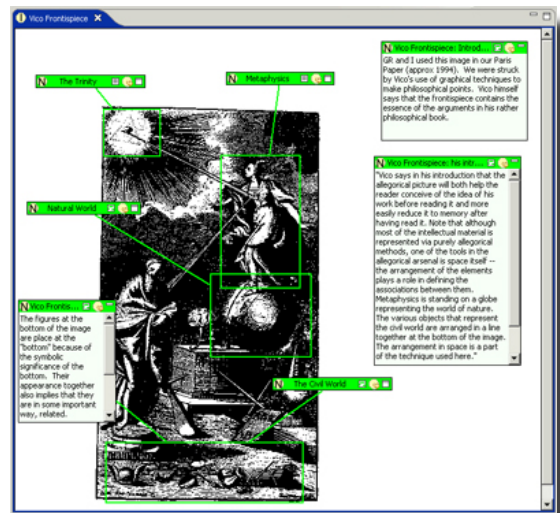 Vico Frontispiece
Vico Frontispiece: Introd...
GR and I used this image in our Paris
Paper (approx 1994). We were struck
by Vico's use of graphical techniques to
make philosophical points. Vico himself
says that the frontispiece contains the
essence of the arguments in his rather
philosophical book.
The Trinity
Metaphysics
Vico Frontispiece: his intr...
"Vico says in his introduction that the
allegorical picture will both help the
reader conceive of the idea of his
work before reading it and more
easily reduce it to memory after
having read it. Note that although
most of the intellectual material is
represented via purely allegorical
methods, one of the tools in the
allegorical arsenal is space itself --
the arrangement of the elements
plays a role in defining the
associations between them.
Metaphysics is standing on a globe
representing the world of nature.
The various objects that represent
the civil world are arranged in a line
together at the bottom of the image.
The arrangement in space is a part
of the technique used here."
Natural World
Vico Frontis...
The figures at the
bottom of the image
are place at the
"bottom" because of
the symbolic
significance of the
bottom. Their
appearance together
also implies that they
are in some important
way, related.
The Civil World